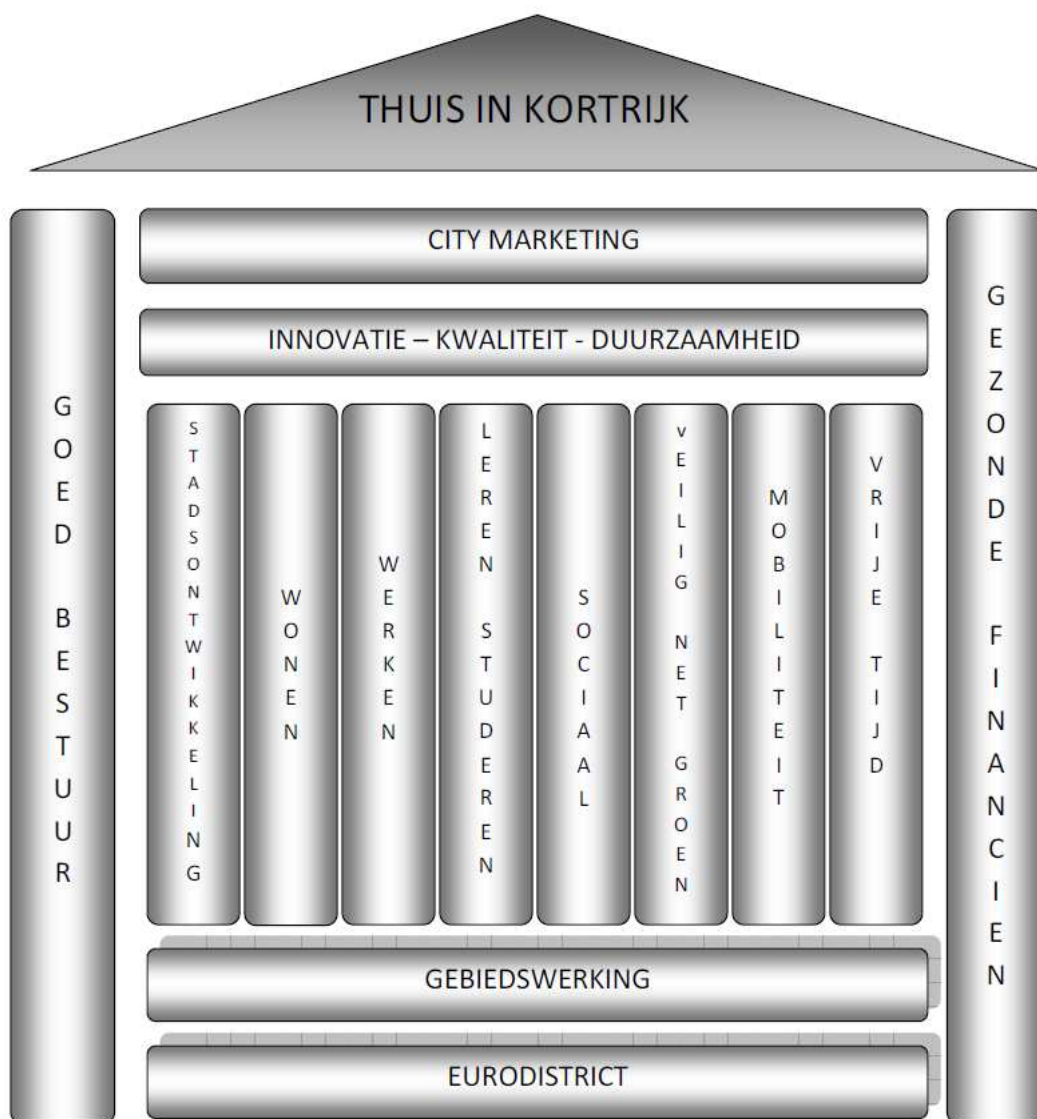 THUIS IN KORTRIJK
CITY MARKETING
INNOVATIE – KWALITEIT - DUURZAAMHEID
GOED BESTUUR
STADSONTWIKKELING
WONEN
WERKEN
LEREN STUDEREN
SOCIAAL
vEILIG NET GROEN
MOBILITEIT
VRIJE TIJD
GEZONDE FINANCIEN
GEBIEDSWERKING
EURODISTRICT